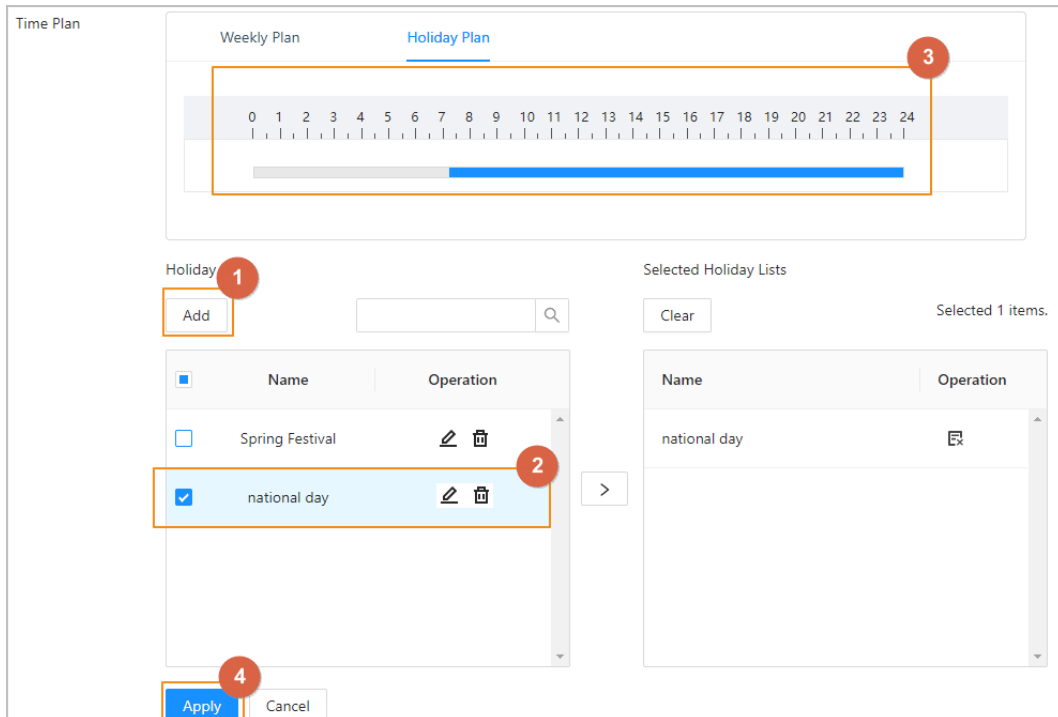 Time Plan
Weekly Plan Holiday Plan
3
0 1 2 3 4 5 6 7 8 9 10 11 12 13 14 15 16 17 18 19 20 21 22 23 24
Holiday Selected Holiday Lists
1
Add Clear Selected 1 items.
Name Operation Name Operation
Spring Festival national day
2
national day
>
4
Apply Cancel